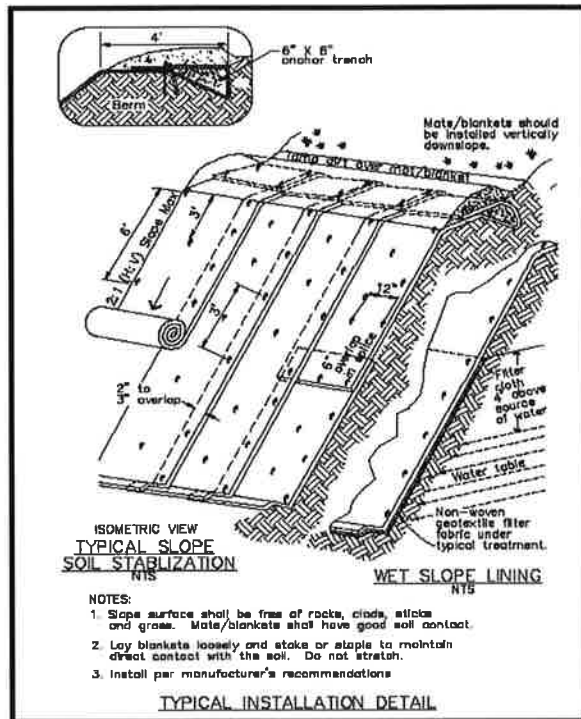 4'
6" X 6"
anchor trench
4"
Berm
Mats/blankets should
be installed vertically
downslope.
Tamp dirt over mat/blanket
6'
3'
2:1 (H:V) Slope Max
3'
12"
6"
overlap
in splice
2" to
3"
overlap
Filter
cloth
4" above
source
of water
Water table
Non-woven
geotextile filter
fabric under
typical treatment.
ISOMETRIC VIEW
TYPICAL SLOPE
SOIL STABLIZATION
NTS
WET SLOPE LINING
NTS
NOTES:
1. Slope surface shall be free of rocks, clods, sticks
and grass. Mats/blankets shall have good soil contact.
2. Lay blankets loosely and stake or staple to maintain
direct contact with the soil. Do not stretch.
3. Install per manufacturer's recommendations
TYPICAL INSTALLATION DETAIL